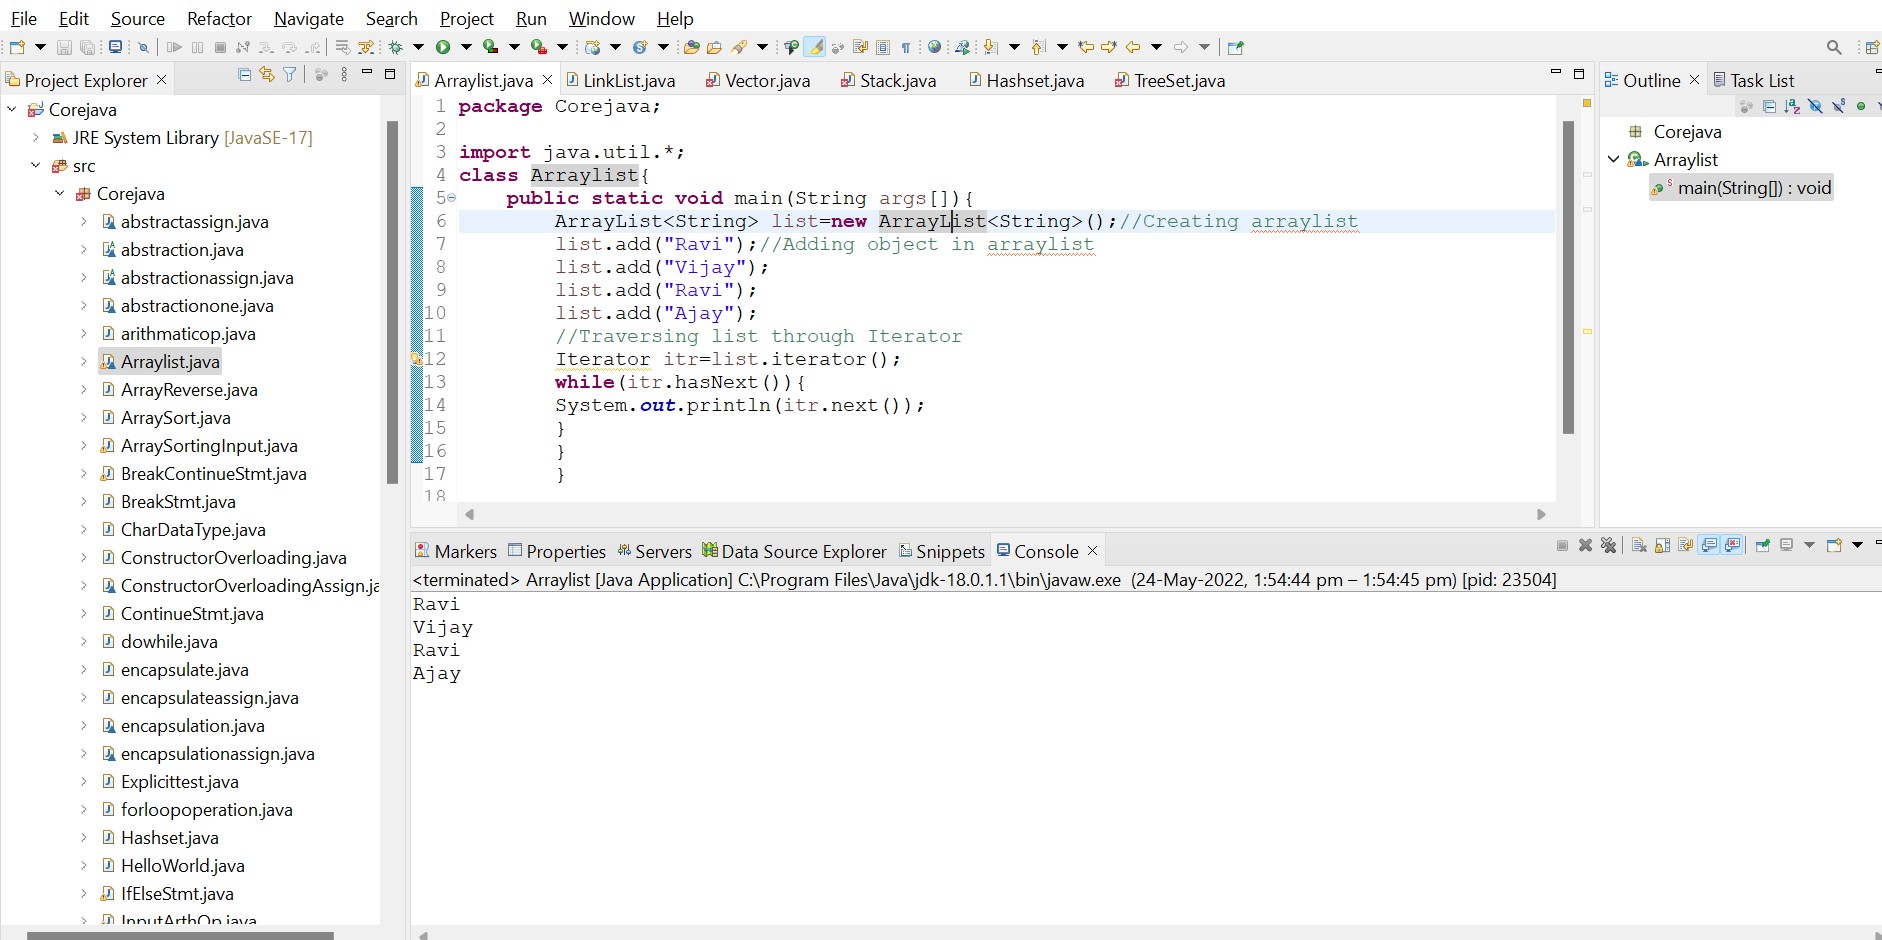 File Edit Source Refactor Navigate Search Project Run Window Help
Project Explorer
Corejava
JRE System Library [JavaSE-17]
src
Corejava
abstractassign.java
abstraction.java
abstractionassign.java
abstractionone.java
arithmaticop.java
Arraylist.java
ArrayReverse.java
ArraySort.java
ArraySortingInput.java
BreakContinueStmt.java
BreakStmt.java
CharDataType.java
ConstructorOverloading.java
ConstructorOverloadingAssign.ja
ContinueStmt.java
dowhile.java
encapsulate.java
encapsulateassign.java
encapsulation.java
encapsulationassign.java
Explicittest.java
forloopoperation.java
Hashset.java
HelloWorld.java
IfElseStmt.java
InputArthOp.java
Arraylist.java LinkList.java Vector.java Stack.java Hashset.java TreeSet.java
1 package Corejava;
2
3 import java.util.*;
4 class Arraylist{
5 public static void main(String args[]){
6 ArrayList<String> list=new ArrayList<String>();//Creating arraylist
7 list.add("Ravi");//Adding object in arraylist
8 list.add("Vijay");
9 list.add("Ravi");
10 list.add("Ajay");
11 //Traversing list through Iterator
12 Iterator itr=list.iterator();
13 while(itr.hasNext()){
14 System.out.println(itr.next());
15 }
16 }
17 }
18
Outline Task List
Corejava
Arraylist
main(String[]) : void
Markers Properties Servers Data Source Explorer Snippets Console
<terminated> Arraylist [Java Application] C:\Program Files\Java\jdk-18.0.1.1\bin\javaw.exe (24-May-2022, 1:54:44 pm – 1:54:45 pm) [pid: 23504]
Ravi
Vijay
Ravi
Ajay